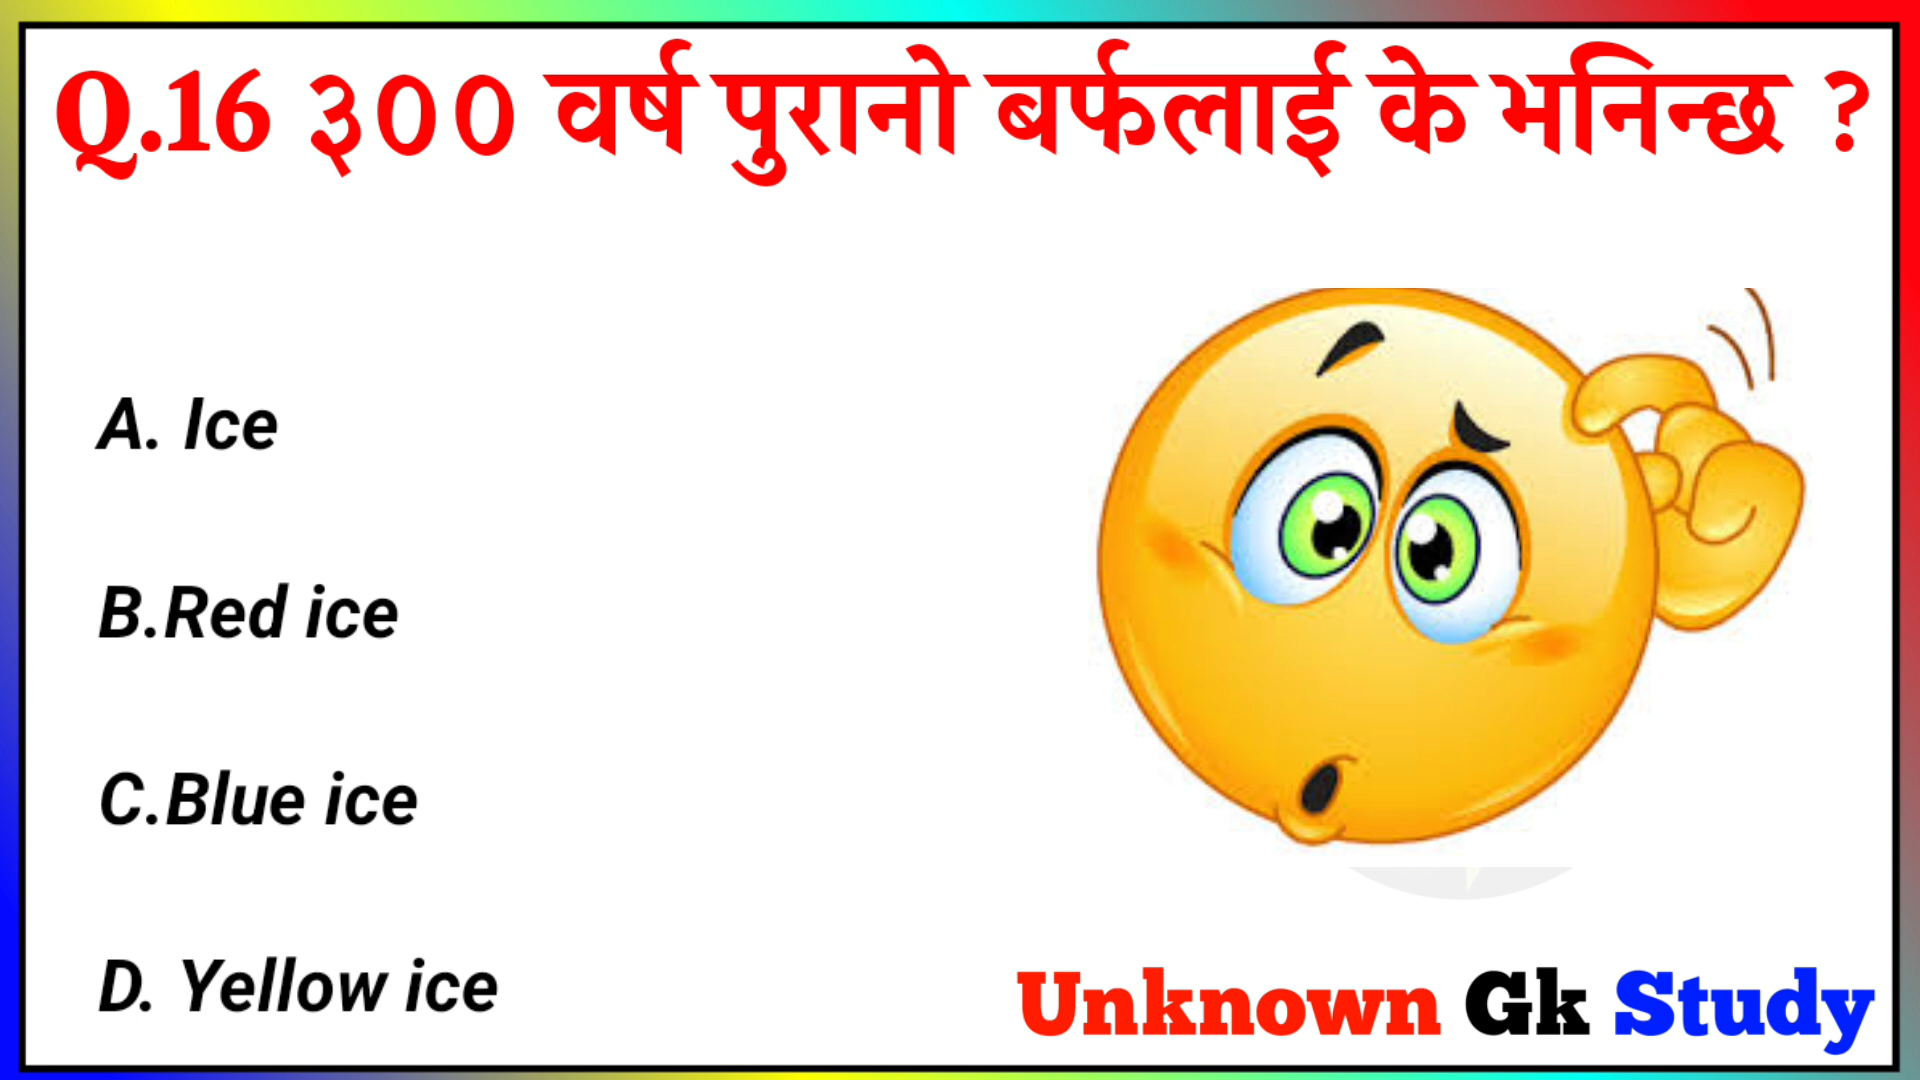 Q.16 ३०० वर्ष पुरानो बर्फलाई के भनिन्छ ?
A. Ice
B.Red ice
C.Blue ice
D. Yellow ice
Unknown Gk Study